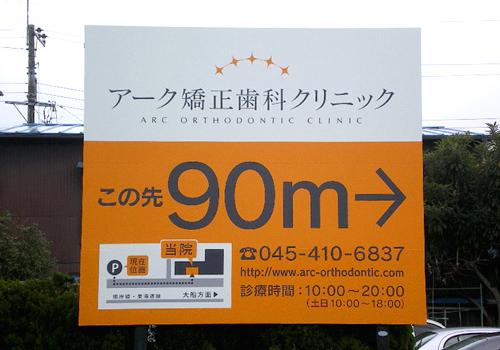 アーク矯正歯科クリニック
ARC ORTHODONTIC CLINIC
この先 90m→
当院
P 現在位置
大船方面▶
☎045-410-6837
http://www.arc-orthodontic.com
診療時間：10:00～20:00
（土日10:00～18:00）